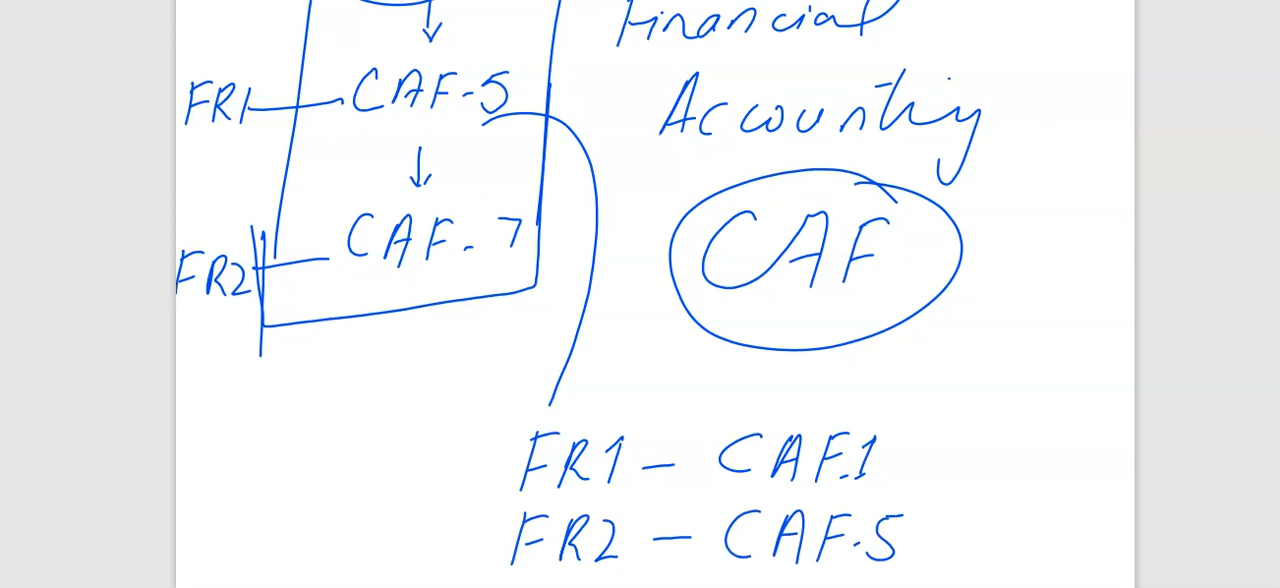 Financial
FR1 CAF-5
Accounting
FR2 CAF-7
CAF
FR1 - CAF.1
FR2 - CAF.5